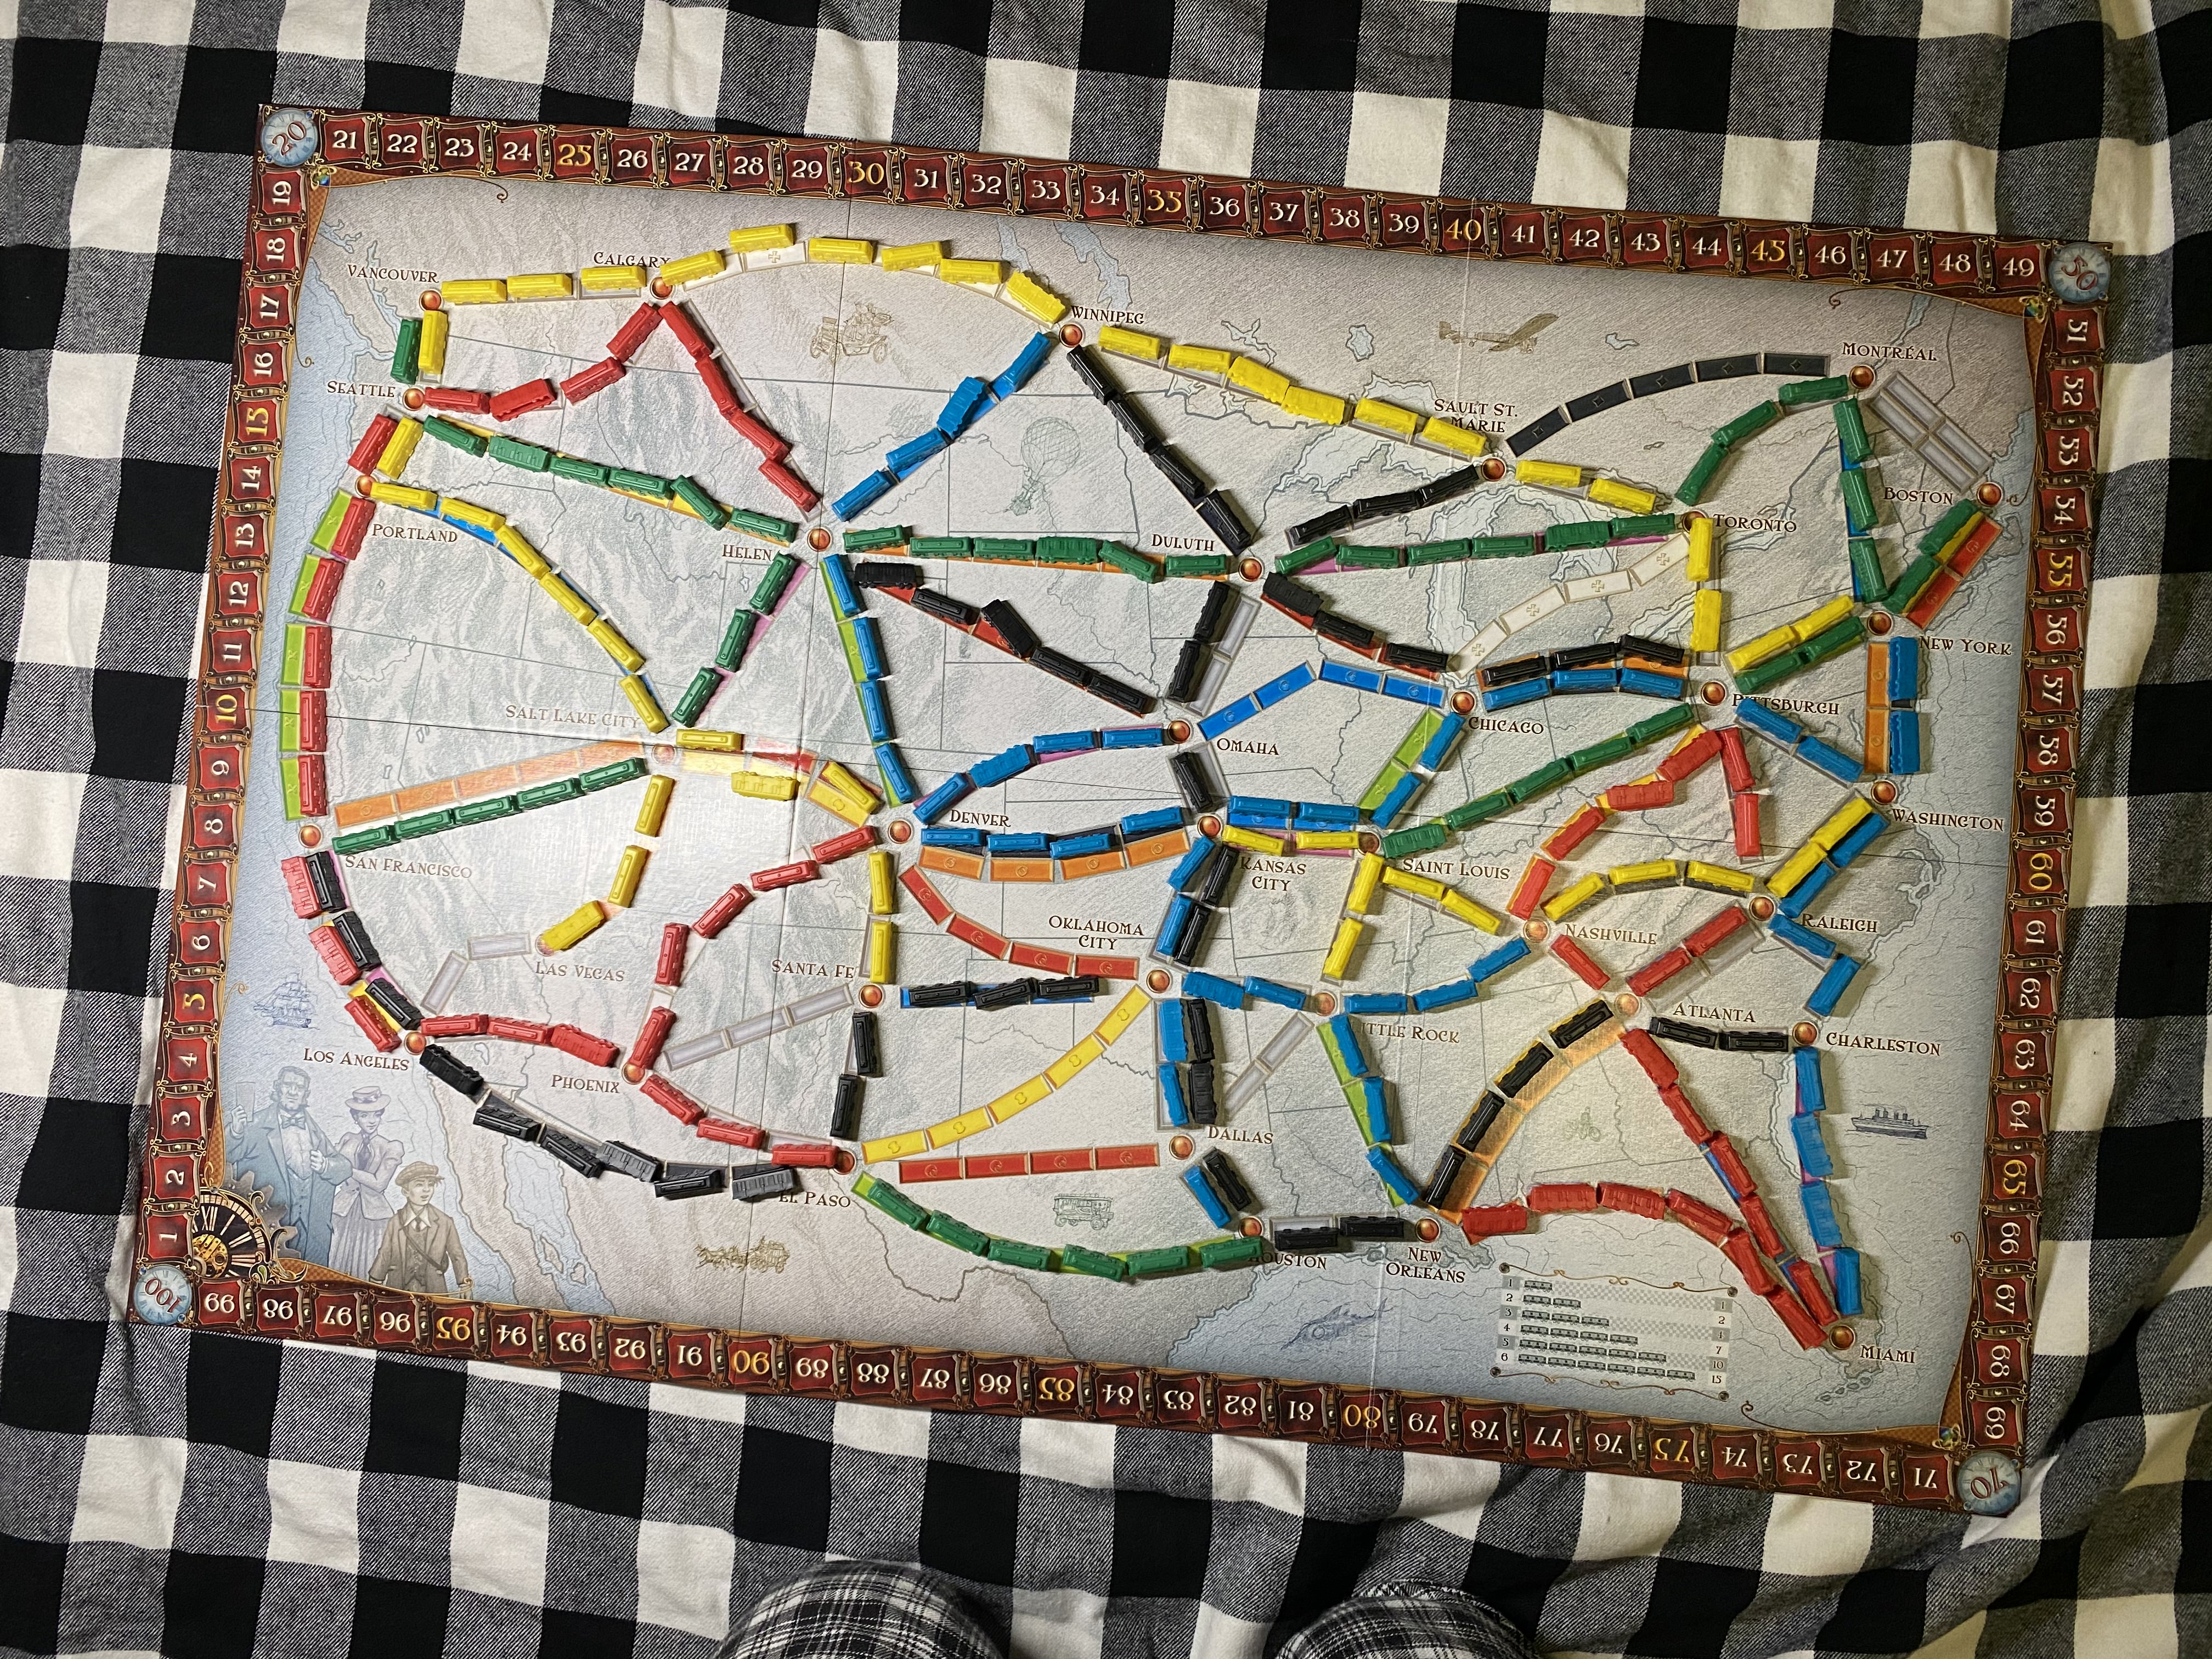 20 21 22 23 24 25 26 27 28 29 30 31 32 33 34 35 36 37 38 39 40 41 42 43 44 45 46 47 48 49 50
19
18
17
16
15
14
13
12
11
10
9
8
7
6
5
4
3
2
1
VANCOUVER
CALGARY
WINNIPEG
SEATTLE
SAULT ST.
MARIE
MONTRÉAL
PORTLAND
HELENA
DULUTH
TORONTO
BOSTON
NEW YORK
SALT LAKE CITY
OMAHA
CHICAGO
PITTSBURGH
SAN FRANCISCO
DENVER
KANSAS
CITY
SAINT LOUIS
WASHINGTON
LAS VEGAS
SANTA FE
OKLAHOMA
CITY
NASHVILLE
RALEIGH
LOS ANGELES
PHOENIX
ITTLE ROCK
ATLANTA
CHARLESTON
EL PASO
DALLAS
HOUSTON
NEW
ORLEANS
MIAMI
1 1
2 2
3 4
4 7
5 10
6 15
51
52
53
54
55
56
57
58
59
60
61
62
63
64
65
66
67
68
69
100 99 98 97 96 95 94 93 92 91 90 89 88 87 86 85 84 83 82 81 80 79 78 77 76 75 74 73 72 71 70